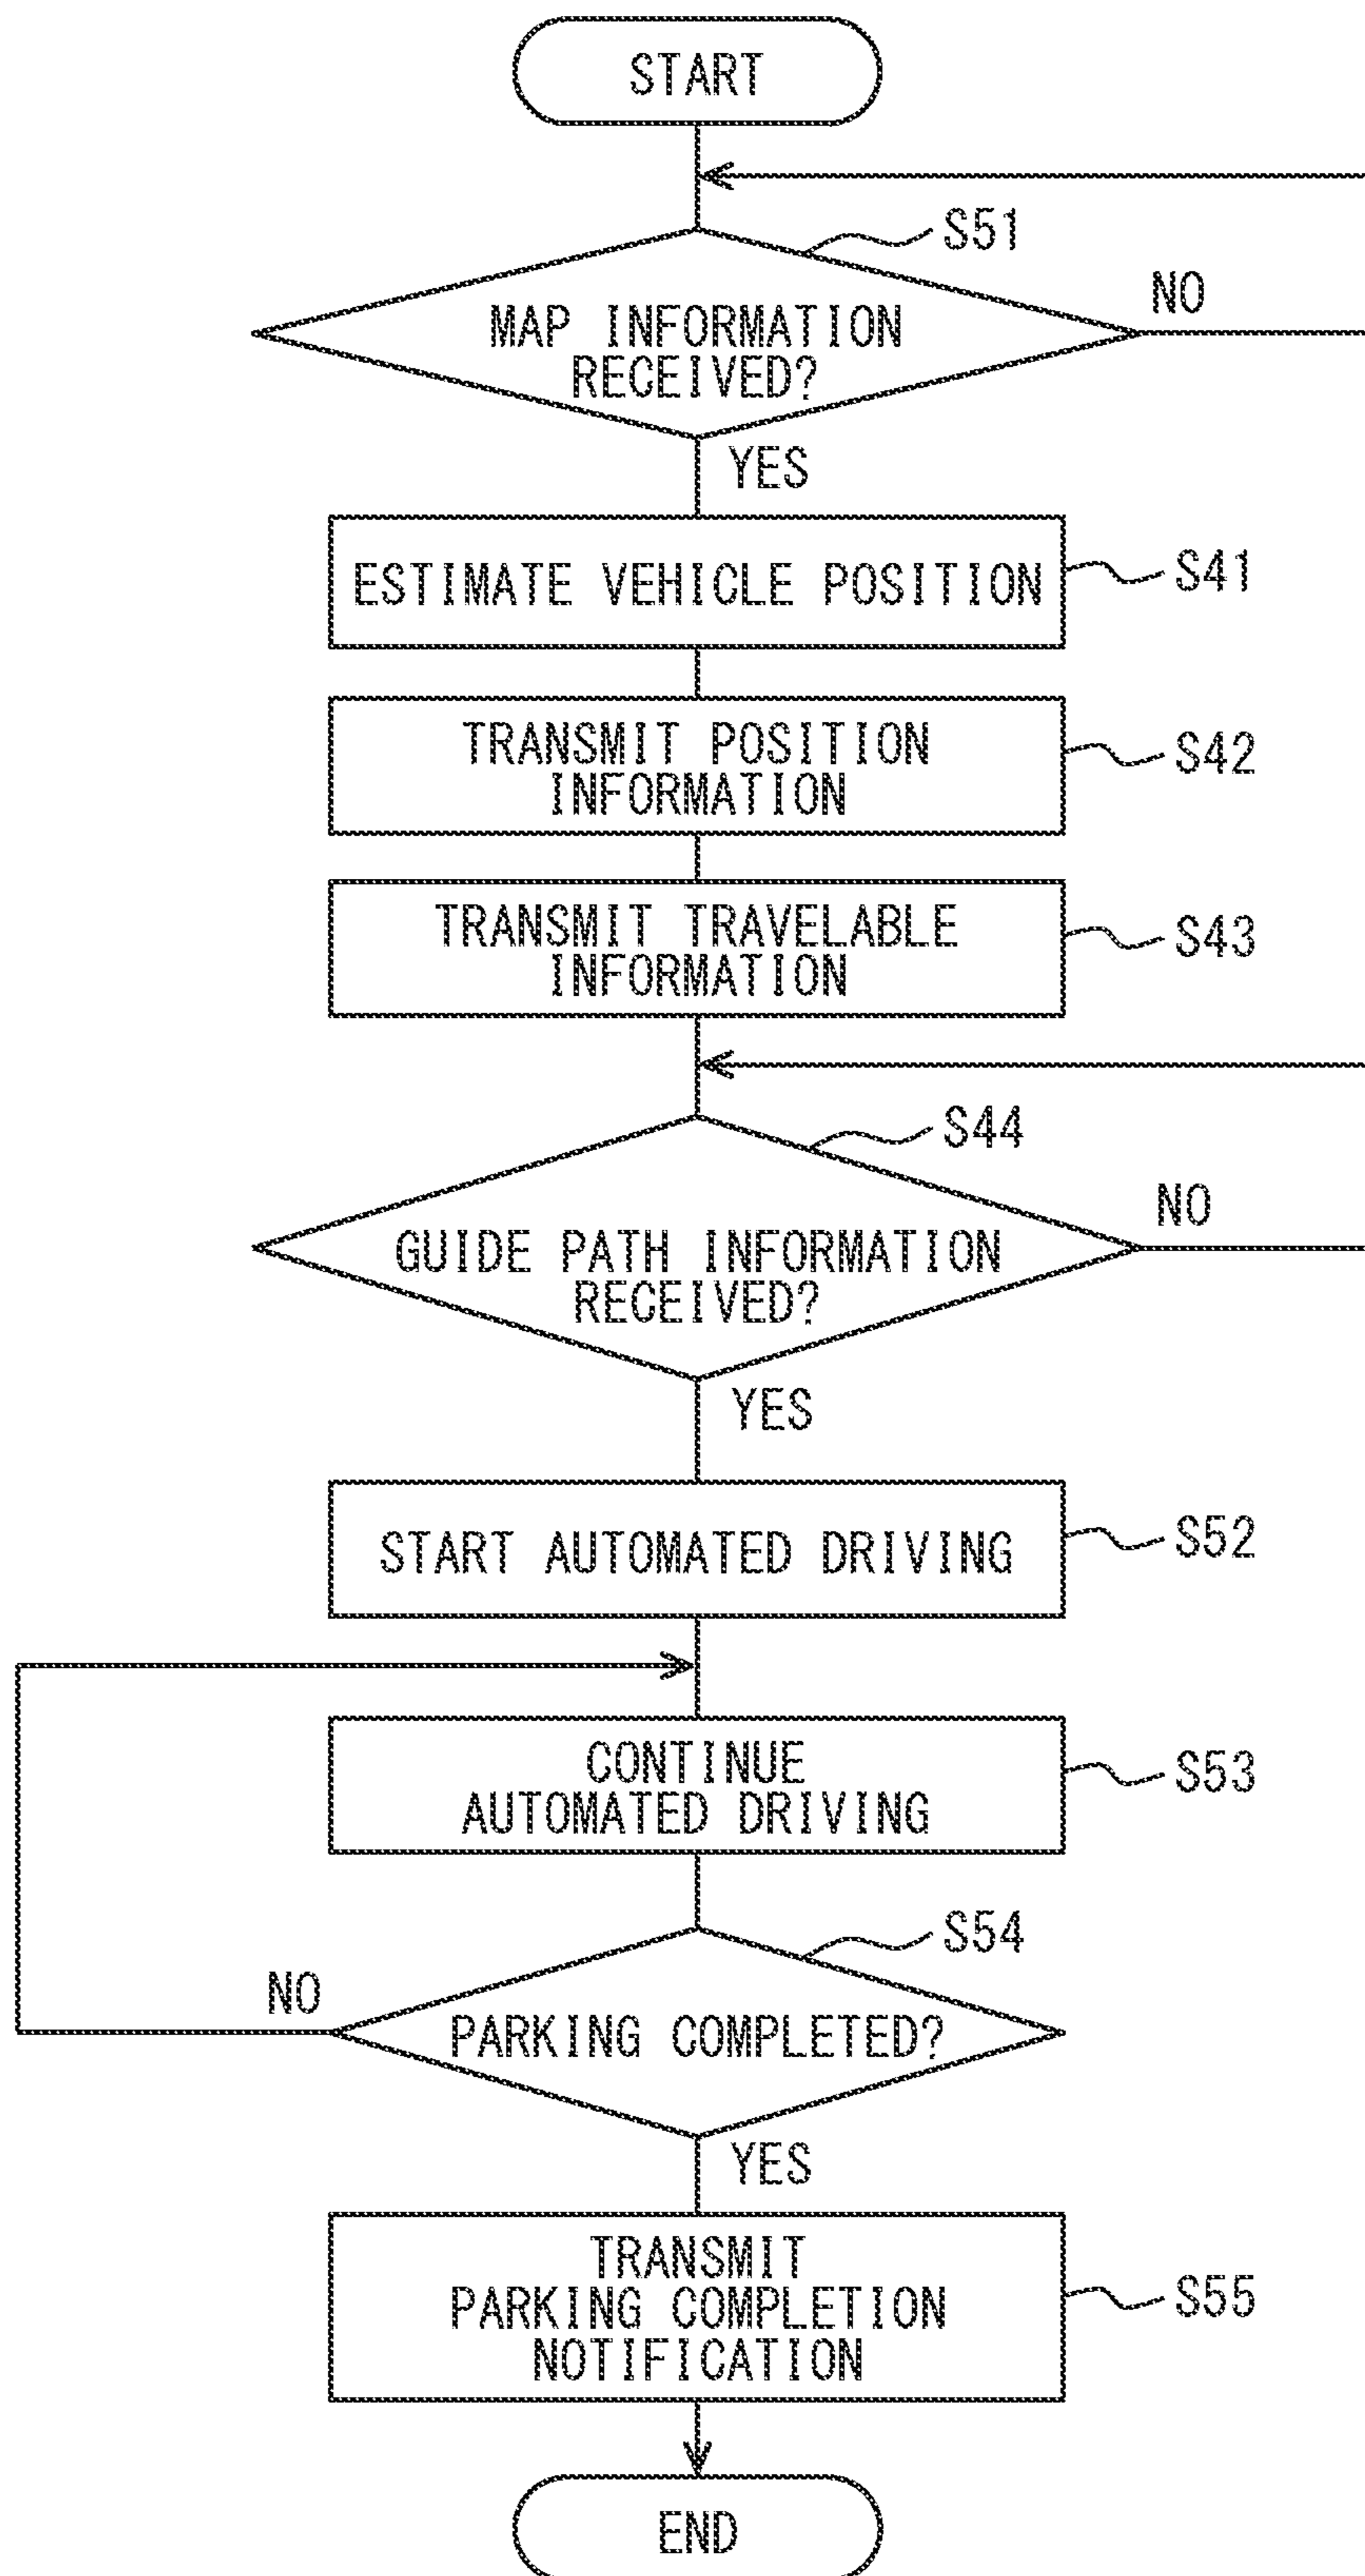 START
S51
MAP INFORMATION
RECEIVED?
NO
YES
ESTIMATE VEHICLE POSITION
S41
TRANSMIT POSITION
INFORMATION
S42
TRANSMIT TRAVELABLE
INFORMATION
S43
S44
GUIDE PATH INFORMATION
RECEIVED?
NO
YES
START AUTOMATED DRIVING
S52
CONTINUE
AUTOMATED DRIVING
S53
S54
NO
PARKING COMPLETED?
YES
TRANSMIT
PARKING COMPLETION
NOTIFICATION
S55
END